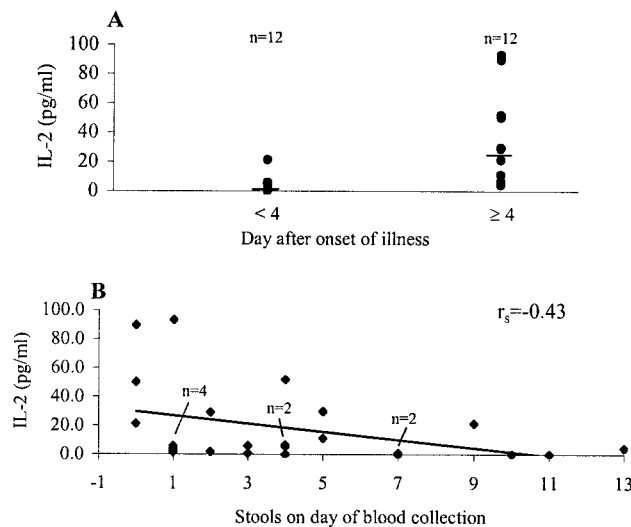 A
n=12 n=12
100
80
60
40
20
0
IL-2 (pg/ml)
< 4 ≥ 4
Day after onset of illness
B
rs=-0.43
100.0
80.0
60.0
40.0
20.0
0.0
IL-2 (pg/ml)
n=4
n=2
n=2
-1 1 3 5 7 9 11 13
Stools on day of blood collection